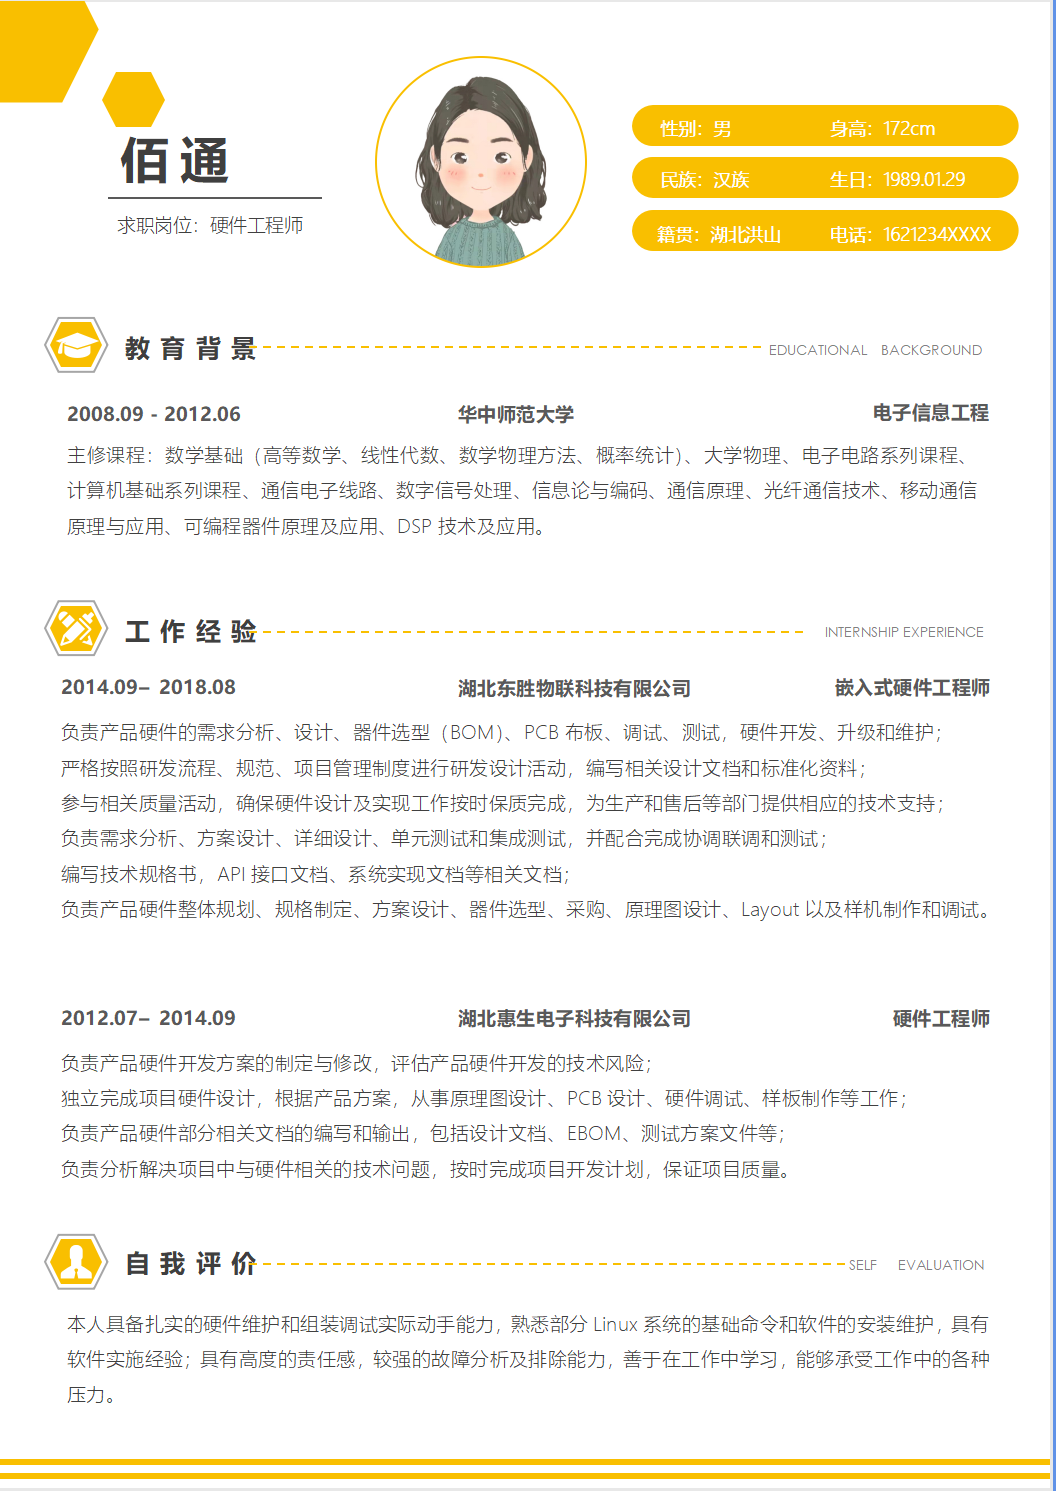 佰通
求职岗位：硬件工程师
性别：男 身高：172cm
民族：汉族 生日：1989.01.29
籍贯：湖北洪山 电话：1621234XXXX
教育背景 EDUCATIONAL BACKGROUND
2008.09 - 2012.06 华中师范大学 电子信息工程
主修课程：数学基础（高等数学、线性代数、数学物理方法、概率统计）、大学物理、电子电路系列课程、
计算机基础系列课程、通信电子线路、数字信号处理、信息论与编码、通信原理、光纤通信技术、移动通信
原理与应用、可编程器件原理及应用、DSP 技术及应用。
工作经验 INTERNSHIP EXPERIENCE
2014.09– 2018.08 湖北东胜物联科技有限公司 嵌入式硬件工程师
负责产品硬件的需求分析、设计、器件选型（BOM）、PCB 布板、调试、测试，硬件开发、升级和维护；
严格按照研发流程、规范、项目管理制度进行研发设计活动，编写相关设计文档和标准化资料；
参与相关质量活动，确保硬件设计及实现工作按时保质完成，为生产和售后等部门提供相应的技术支持；
负责需求分析、方案设计、详细设计、单元测试和集成测试，并配合完成协调联调和测试；
编写技术规格书，API 接口文档、系统实现文档等相关文档；
负责产品硬件整体规划、规格制定、方案设计、器件选型、采购、原理图设计、Layout 以及样机制作和调试。
2012.07– 2014.09 湖北惠生电子科技有限公司 硬件工程师
负责产品硬件开发方案的制定与修改，评估产品硬件开发的技术风险；
独立完成项目硬件设计，根据产品方案，从事原理图设计、PCB 设计、硬件调试、样板制作等工作；
负责产品硬件部分相关文档的编写和输出，包括设计文档、EBOM、测试方案文件等；
负责分析解决项目中与硬件相关的技术问题，按时完成项目开发计划，保证项目质量。
自我评价 SELF EVALUATION
本人具备扎实的硬件维护和组装调试实际动手能力，熟悉部分 Linux 系统的基础命令和软件的安装维护，具有
软件实施经验；具有高度的责任感，较强的故障分析及排除能力，善于在工作中学习，能够承受工作中的各种
压力。